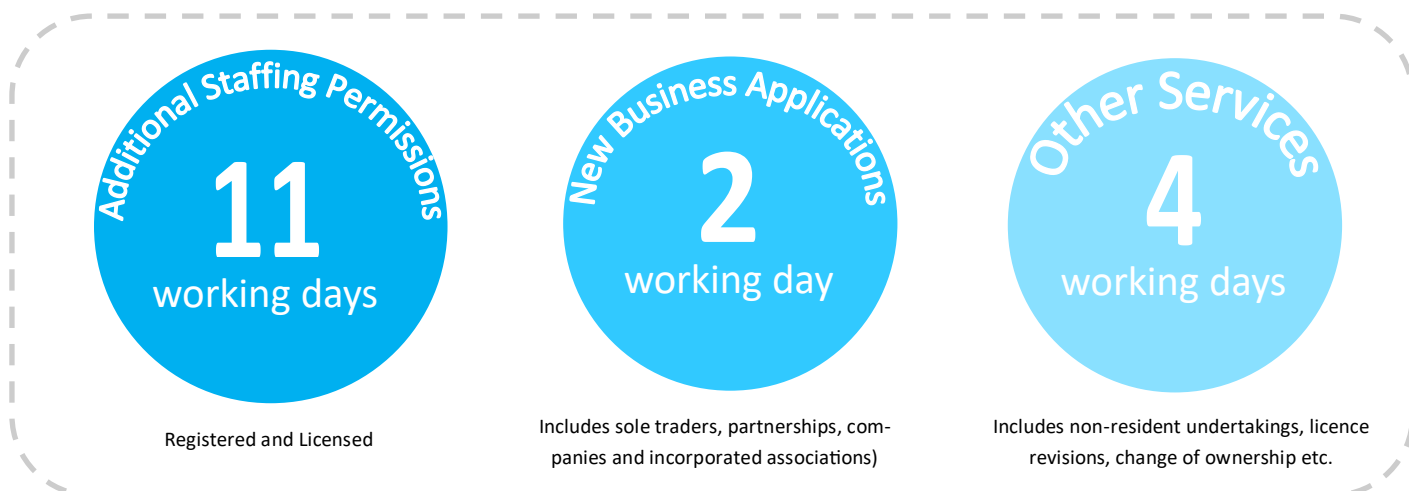 Additional Staffing Permissions
11
working days
Registered and Licensed
New Business Applications
2
working day
Includes sole traders, partnerships, com-
panies and incorporated associations)
Other Services
4
working days
Includes non-resident undertakings, licence
revisions, change of ownership etc.